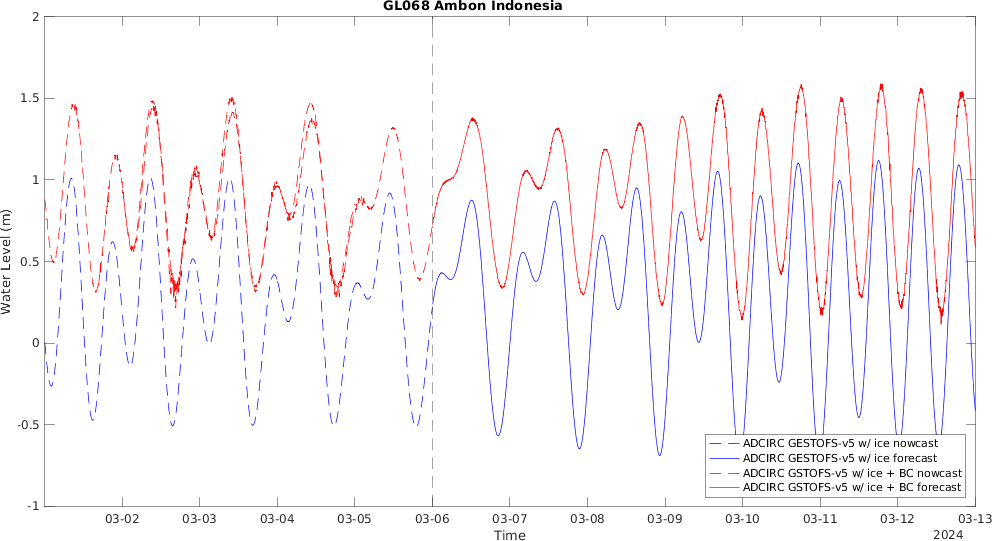 GL068 Ambon Indonesia
Water Level (m)
2
1.5
1
0.5
0
-0.5
-1
ADCIRC GESTOFS-v5 w/ ice nowcast
ADCIRC GESTOFS-v5 w/ ice forecast
ADCIRC GSTOFS-v5 w/ ice + BC nowcast
ADCIRC GSTOFS-v5 w/ ice + BC forecast
03-02 03-03 03-04 03-05 03-06 03-07 03-08 03-09 03-10 03-11 03-12 03-13
Time
2024